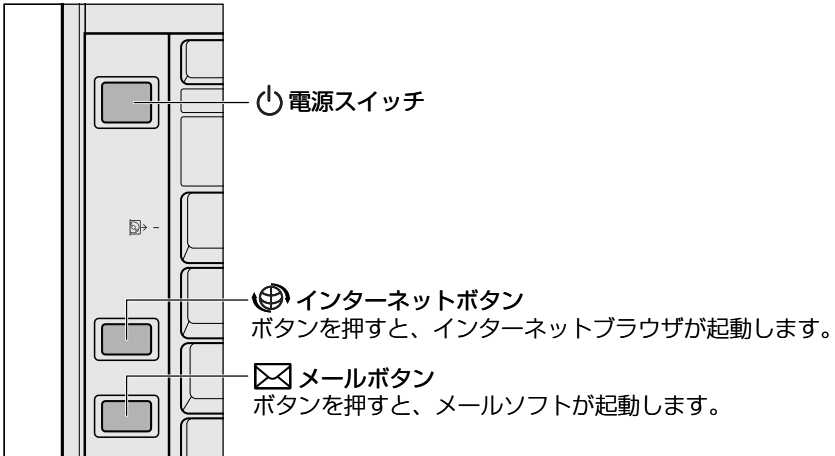 電源スイッチ
インターネットボタン
ボタンを押すと、インターネットブラウザが起動します。
メールボタン
ボタンを押すと、メールソフトが起動します。